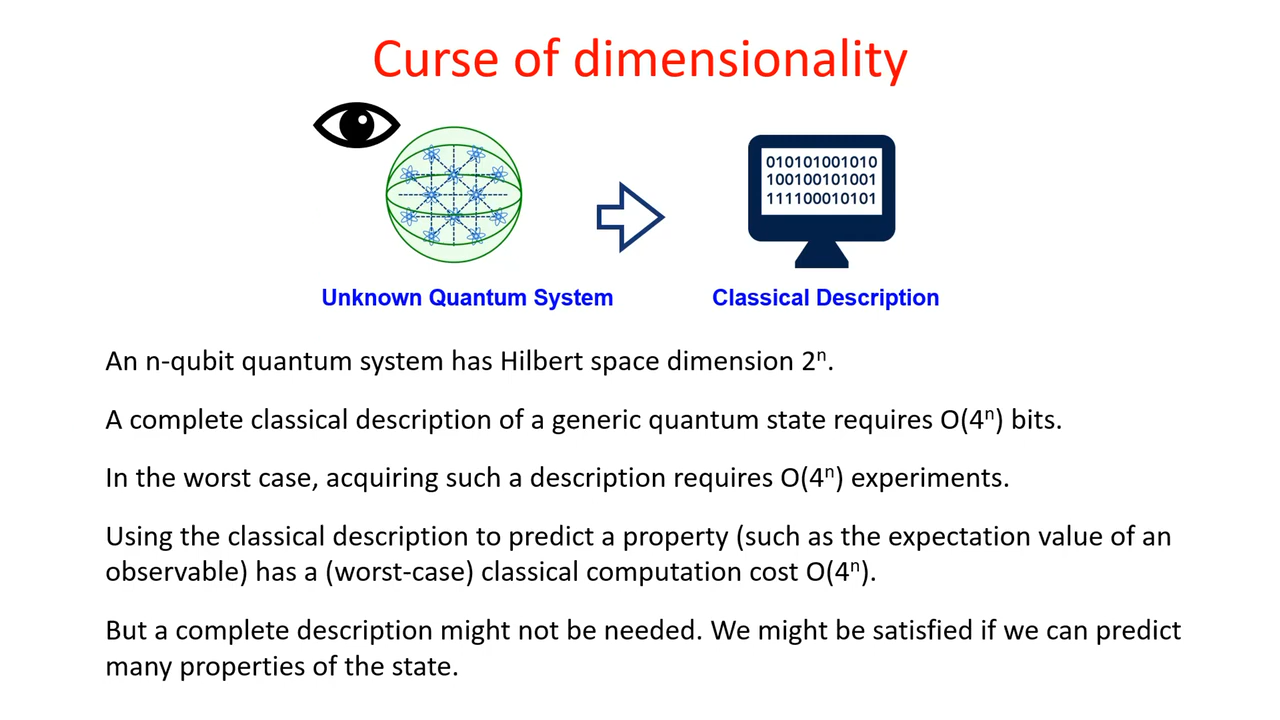 Curse of dimensionality
010101001010
100100101001
111100010101
Unknown Quantum System
Classical Description
An n-qubit quantum system has Hilbert space dimension 2ⁿ.
A complete classical description of a generic quantum state requires O(4ⁿ) bits.
In the worst case, acquiring such a description requires O(4ⁿ) experiments.
Using the classical description to predict a property (such as the expectation value of an
observable) has a (worst-case) classical computation cost O(4ⁿ).
But a complete description might not be needed. We might be satisfied if we can predict
many properties of the state.